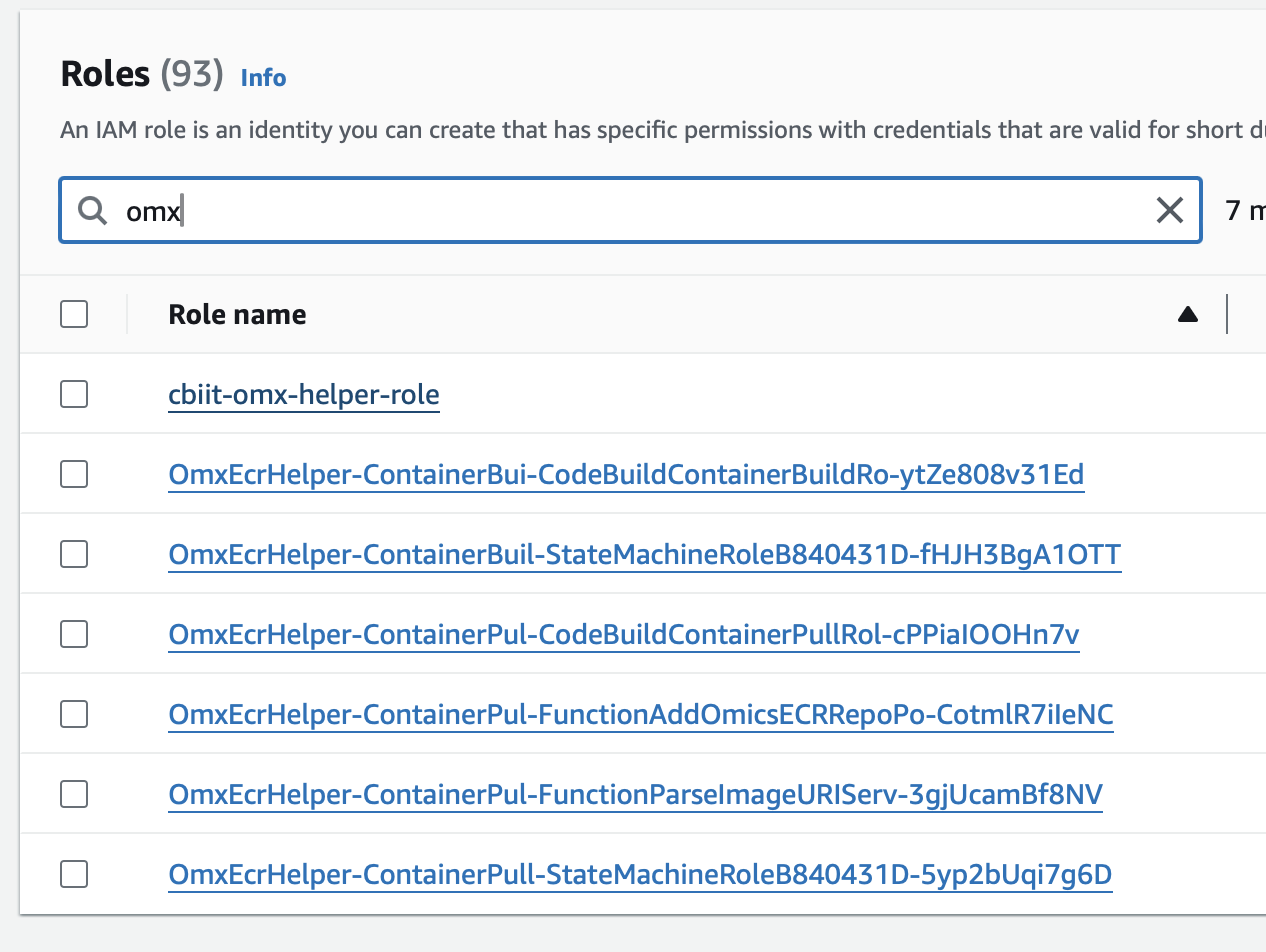 Roles (93) Info
An IAM role is an identity you can create that has specific permissions with credentials that are valid for short
omx
7
Role name
cbiit-omx-helper-role
OmxEcrHelper-ContainerBui-CodeBuildContainerBuildRo-ytZe808v31Ed
OmxEcrHelper-ContainerBuil-StateMachineRoleB840431D-fHJH3BgA1OTT
OmxEcrHelper-ContainerPul-CodeBuildContainerPullRol-cPPiaIOOHn7v
OmxEcrHelper-ContainerPul-FunctionAddOmicsECRRepoPo-CotmlR7iIeNC
OmxEcrHelper-ContainerPul-FunctionParseImageURIServ-3gjUcamBf8NV
OmxEcrHelper-ContainerPull-StateMachineRoleB840431D-5yp2bUqi7g6D